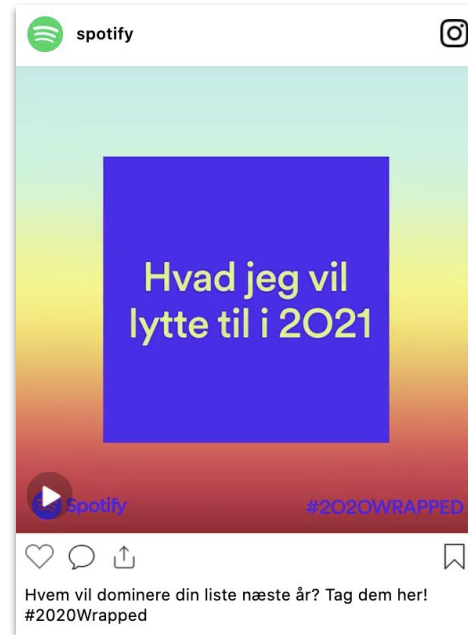 spotify
Hvad jeg vil
lytte til i 2021
Spotify
#2020WRAPPED
Hvem vil dominere din liste næste år? Tag dem her!
#2020Wrapped